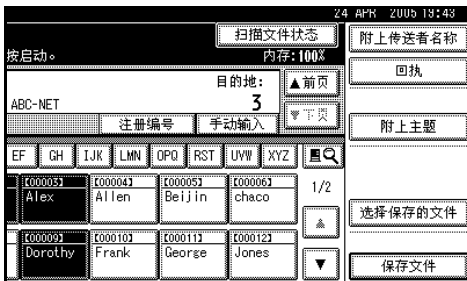 24 APR 2005 19:43
扫描文件状态
附上传送者名称
按启动。
内存:100%
目的地:
▲前页
回执
ABC-NET
3
▼下页
注册编号
手动输入
附上主题
EF GH IJK LMN OPQ RST UVW XYZ
[00003] [00004] [00005] [00006]
Alex Allen Beijin chaco
1/2
选择保存的文件
[00009] [00010] [00011] [00012]
Dorothy Frank George Jones
▼
保存文件